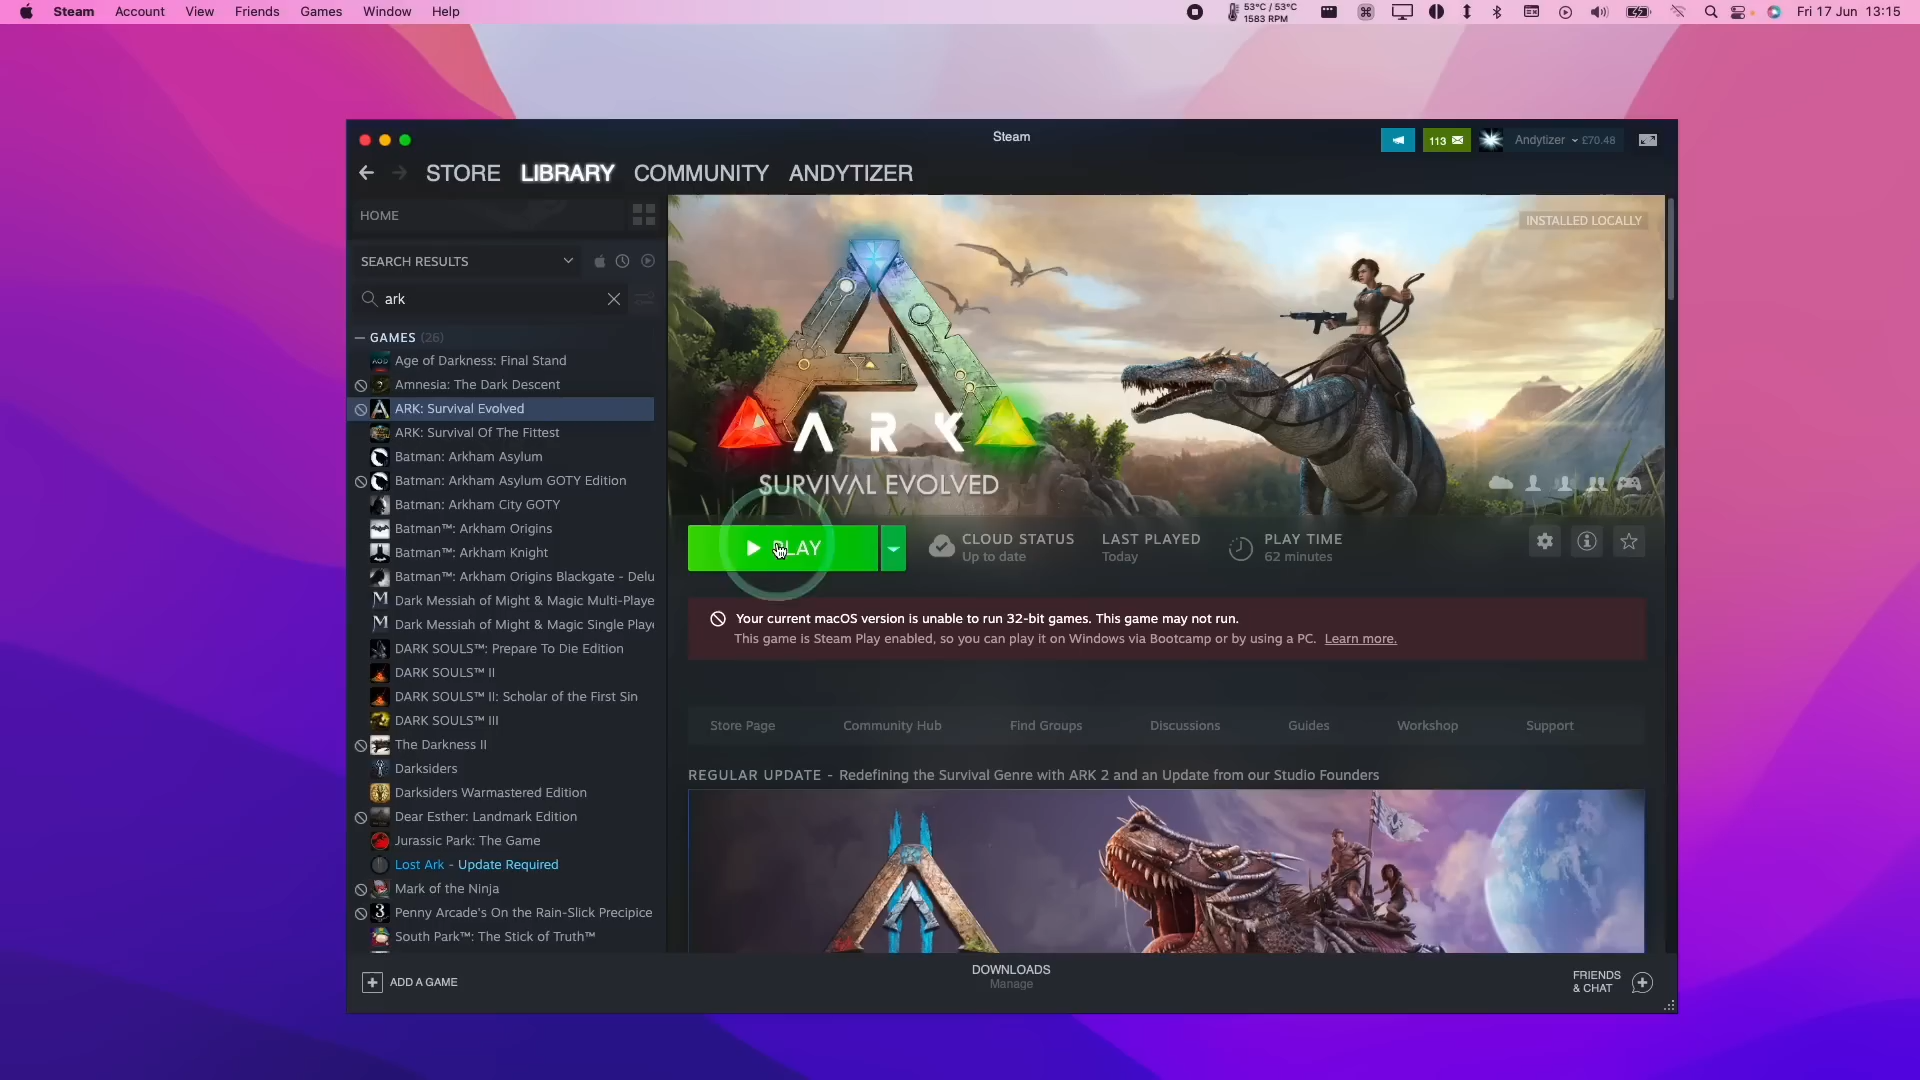 Steam Account View Friends Games Window Help
53°C / 53°C
1583 RPM
Fri 17 Jun 13:15
Steam
113
Andytizer £70.48
STORE LIBRARY COMMUNITY ANDYTIZER
HOME
SEARCH RESULTS
ark
GAMES (26)
Age of Darkness: Final Stand
Amnesia: The Dark Descent
ARK: Survival Evolved
ARK: Survival Of The Fittest
Batman: Arkham Asylum
Batman: Arkham Asylum GOTY Edition
Batman: Arkham City GOTY
Batman™: Arkham Origins
Batman™: Arkham Knight
Batman™: Arkham Origins Blackgate - Delu
Dark Messiah of Might & Magic Multi-Playe
Dark Messiah of Might & Magic Single Play
DARK SOULS™: Prepare To Die Edition
DARK SOULS™ II
DARK SOULS™ II: Scholar of the First Sin
DARK SOULS™ III
The Darkness II
Darksiders
Darksiders Warmastered Edition
Dear Esther: Landmark Edition
Jurassic Park: The Game
Lost Ark - Update Required
Mark of the Ninja
Penny Arcade's On the Rain-Slick Precipice
South Park™: The Stick of Truth™
ADD A GAME
INSTALLED LOCALLY
ARK
SURVIVAL EVOLVED
PLAY
CLOUD STATUS
Up to date
LAST PLAYED
Today
PLAY TIME
62 minutes
Your current macOS version is unable to run 32-bit games. This game may not run.
This game is Steam Play enabled, so you can play it on Windows via Bootcamp or by using a PC. Learn more.
Store Page Community Hub Find Groups Discussions Guides Workshop Support
REGULAR UPDATE - Redefining the Survival Genre with ARK 2 and an Update from our Studio Founders
DOWNLOADS
Manage
FRIENDS
& CHAT